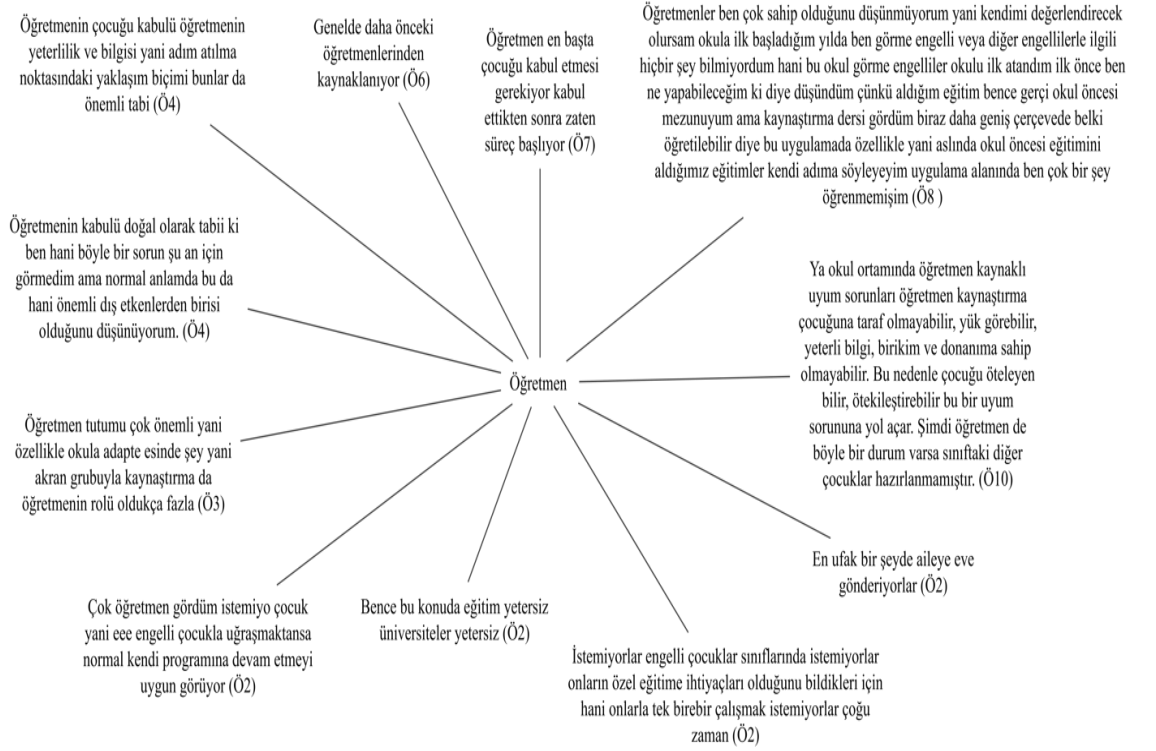 Öğretmenin çocuğu kabulü öğretmenin
yeterlilik ve bilgisi yani adım atılma
noktasındaki yaklaşım biçimi bunlar da
önemli tabi (Ö4)
Genelde daha önceki
öğretmenlerinden
kaynaklanıyor (Ö6)
Öğretmen en başta
çocuğu kabul etmesi
gerekiyor kabul
ettikten sonra zaten
süreç başlıyor (Ö7)
Öğretmenler ben çok sahip olduğunu düşünmüyorum yani kendimi değerlendirecek
olursam okula ilk başladığım yılda ben görme engelli veya diğer engellilerle ilgili
hiçbir şey bilmiyordum hani bu okul görme engelliler okulu ilk atandım ilk önce ben
ne yapabileceğim ki diye düşündüm çünkü aldığım eğitim bence gerçi okul öncesi
mezunuyum ama kaynaştırma dersi gördüm biraz daha geniş çerçevede belki
öğretilebilir diye bu uygulamada özellikle yani aslında okul öncesi eğitimini
aldığımız eğitimler kendi adıma söyleyeyim uygulama alanında ben çok bir şey
öğrenmemişim (Ö8 )
Öğretmenin kabulü doğal olarak tabii ki
ben hani böyle bir sorun şu an için
görmedim ama normal anlamda bu da
hani önemli dış etkenlerden birisi
olduğunu düşünüyorum. (Ö4)
Ya okul ortamında öğretmen kaynaklı
uyum sorunları öğretmen kaynaştırma
çocuğuna taraf olmayabilir, yük görebilir,
yeterli bilgi, birikim ve donanıma sahip
olmayabilir. Bu nedenle çocuğu öteleyen
bilir, ötekileştirebilir bu bir uyum
sorununa yol açar. Şimdi öğretmen de
böyle bir durum varsa sınıftaki diğer
çocuklar hazırlanmamıştır. (Ö10)
Öğretmen
Öğretmen tutumu çok önemli yani
özellikle okula adapte esinde şey yani
akran grubuyla kaynaştırma da
öğretmenin rolü oldukça fazla (Ö3)
En ufak bir şeyde aileye eve
gönderiyorlar (Ö2)
Çok öğretmen gördüm istemiyo çocuk
yani eee engelli çocukla uğraşmaktansa
normal kendi programına devam etmeyi
uygun görüyor (Ö2)
Bence bu konuda eğitim yetersiz
üniversiteler yetersiz (Ö2)
İstemiyorlar engelli çocuklar sınıflarında istemiyorlar
onların özel eğitime ihtiyaçları olduğunu bildikleri için
hani onlarla tek birebir çalışmak istemiyorlar çoğu
zaman (Ö2)